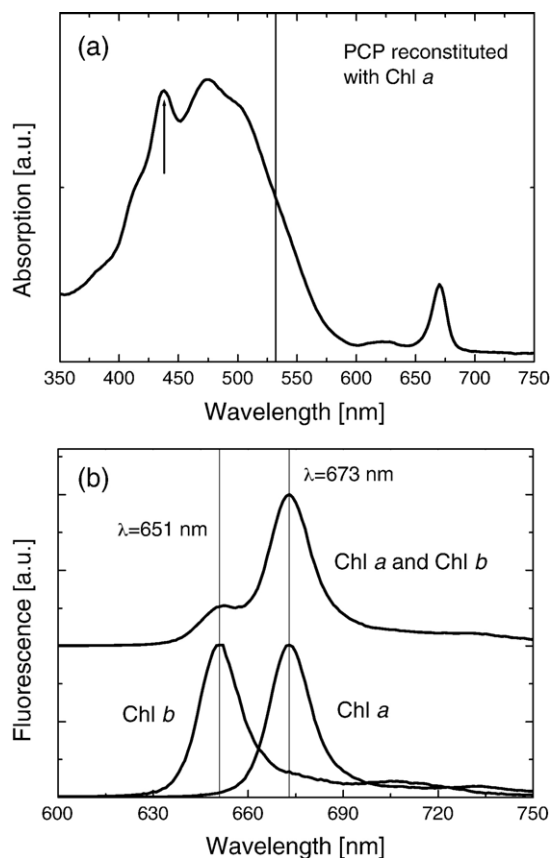 (a)
PCP reconstituted
with Chl a
Absorption [a.u.]
350 400 450 500 550 600 650 700 750
Wavelength [nm]
(b)
λ=673 nm
λ=651 nm
Chl a and Chl b
Fluorescence [a.u.]
Chl b
Chl a
600 630 660 690 720 750
Wavelength [nm]